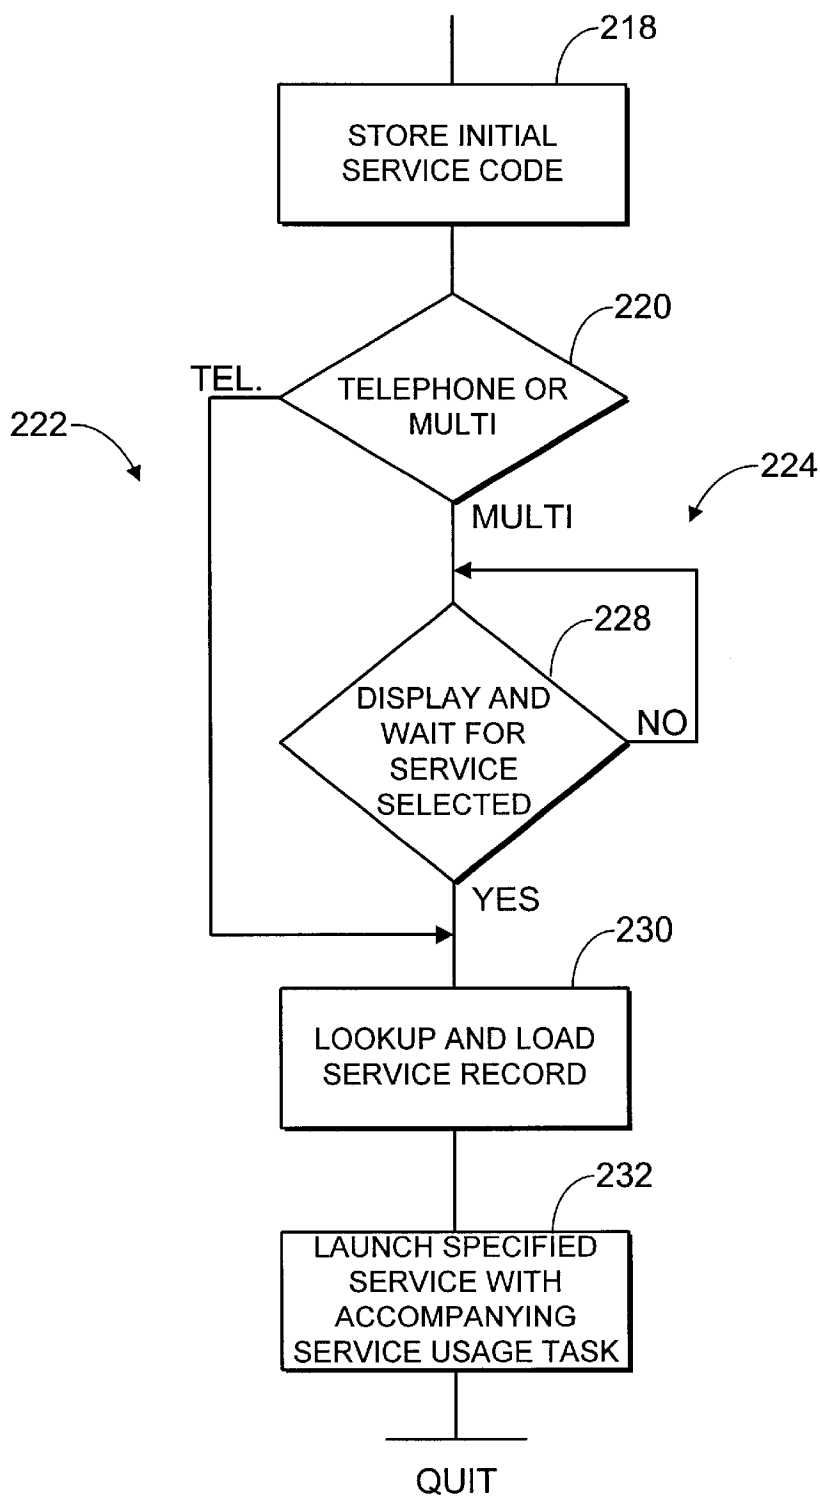 218
STORE INITIAL
SERVICE CODE
220
TEL.
TELEPHONE OR
MULTI
222
224
MULTI
228
DISPLAY AND
WAIT FOR
SERVICE
SELECTED
NO
YES
230
LOOKUP AND LOAD
SERVICE RECORD
232
LAUNCH SPECIFIED
SERVICE WITH
ACCOMPANYING
SERVICE USAGE TASK
QUIT